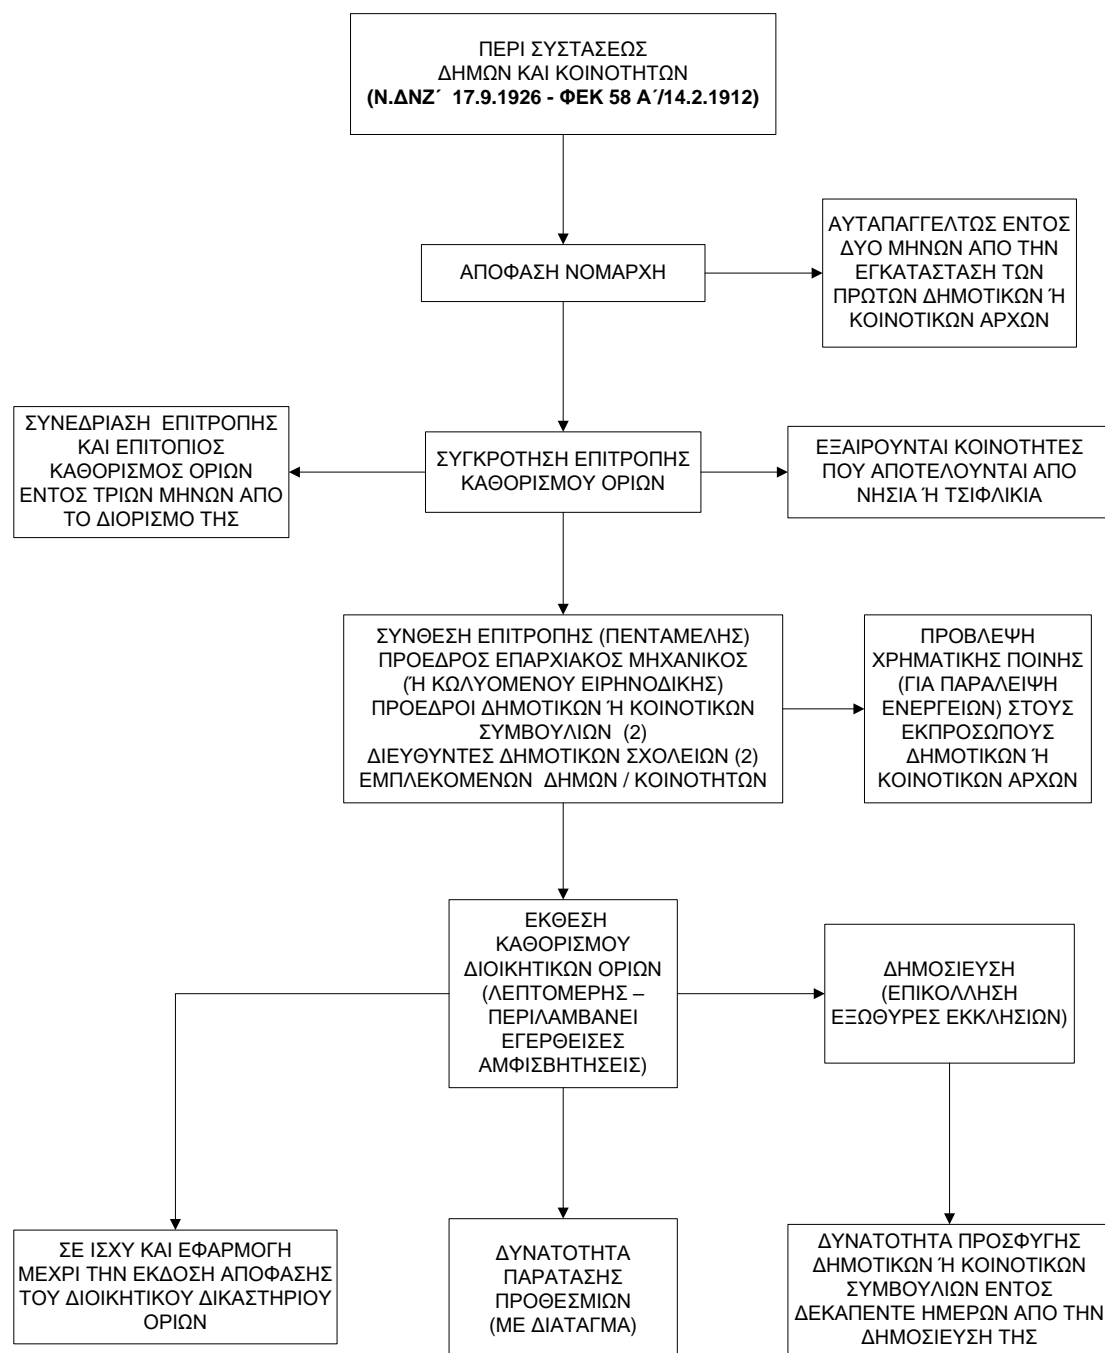 ΠΕΡΙ ΣΥΣΤΑΣΕΩΣ
ΔΗΜΩΝ ΚΑΙ ΚΟΙΝΟΤΗΤΩΝ
(Ν.ΔΝΖ΄ 17.9.1926 - ΦΕΚ 58 Α΄/14.2.1912)
ΑΠΟΦΑΣΗ ΝΟΜΑΡΧΗ
ΑΥΤΑΠΑΓΓΕΛΤΩΣ ΕΝΤΟΣ
ΔΥΟ ΜΗΝΩΝ ΑΠΟ ΤΗΝ
ΕΓΚΑΤΑΣΤΑΣΗ ΤΩΝ
ΠΡΩΤΩΝ ΔΗΜΟΤΙΚΩΝ Ή
ΚΟΙΝΟΤΙΚΩΝ ΑΡΧΩΝ
ΣΥΝΕΔΡΙΑΣΗ ΕΠΙΤΡΟΠΗΣ
ΚΑΙ ΕΠΙΤΟΠΙΟΣ
ΚΑΘΟΡΙΣΜΟΣ ΟΡΙΩΝ
ΕΝΤΟΣ ΤΡΙΩΝ ΜΗΝΩΝ ΑΠΟ
ΤΟ ΔΙΟΡΙΣΜΟ ΤΗΣ
ΣΥΓΚΡΟΤΗΣΗ ΕΠΙΤΡΟΠΗΣ
ΚΑΘΟΡΙΣΜΟΥ ΟΡΙΩΝ
ΕΞΑΙΡΟΥΝΤΑΙ ΚΟΙΝΟΤΗΤΕΣ
ΠΟΥ ΑΠΟΤΕΛΟΥΝΤΑΙ ΑΠΟ
ΝΗΣΙΑ Ή ΤΣΙΦΛΙΚΙΑ
ΣΥΝΘΕΣΗ ΕΠΙΤΡΟΠΗΣ (ΠΕΝΤΑΜΕΛΗΣ)
ΠΡΟΕΔΡΟΣ ΕΠΑΡΧΙΑΚΟΣ ΜΗΧΑΝΙΚΟΣ
(Ή ΚΩΛΥΟΜΕΝΟΥ ΕΙΡΗΝΟΔΙΚΗΣ)
ΠΡΟΕΔΡΟΙ ΔΗΜΟΤΙΚΩΝ Ή ΚΟΙΝΟΤΙΚΩΝ
ΣΥΜΒΟΥΛΙΩΝ (2)
ΔΙΕΥΘΥΝΤΕΣ ΔΗΜΟΤΙΚΩΝ ΣΧΟΛΕΙΩΝ (2)
ΕΜΠΛΕΚΟΜΕΝΩΝ ΔΗΜΩΝ / ΚΟΙΝΟΤΗΤΩΝ
ΠΡΟΒΛΕΨΗ
ΧΡΗΜΑΤΙΚΗΣ ΠΟΙΝΗΣ
(ΓΙΑ ΠΑΡΑΛΕΙΨΗ
ΕΝΕΡΓΕΙΩΝ) ΣΤΟΥΣ
ΕΚΠΡΟΣΩΠΟΥΣ
ΔΗΜΟΤΙΚΩΝ Ή
ΚΟΙΝΟΤΙΚΩΝ ΑΡΧΩΝ
ΕΚΘΕΣΗ
ΚΑΘΟΡΙΣΜΟΥ
ΔΙΟΙΚΗΤΙΚΩΝ ΟΡΙΩΝ
(ΛΕΠΤΟΜΕΡΗΣ –
ΠΕΡΙΛΑΜΒΑΝΕΙ
ΕΓΕΡΘΕΙΣΕΣ
ΑΜΦΙΣΒΗΤΗΣΕΙΣ)
ΔΗΜΟΣΙΕΥΣΗ
(ΕΠΙΚΟΛΛΗΣΗ
ΕΞΩΘΥΡΕΣ ΕΚΚΛΗΣΙΩΝ)
ΣΕ ΙΣΧΥ ΚΑΙ ΕΦΑΡΜΟΓΗ
ΜΕΧΡΙ ΤΗΝ ΕΚΔΟΣΗ ΑΠΟΦΑΣΗΣ
ΤΟΥ ΔΙΟΙΚΗΤΙΚΟΥ ΔΙΚΑΣΤΗΡΙΟΥ
ΟΡΙΩΝ
ΔΥΝΑΤΟΤΗΤΑ
ΠΑΡΑΤΑΣΗΣ
ΠΡΟΘΕΣΜΙΩΝ
(ΜΕ ΔΙΑΤΑΓΜΑ)
ΔΥΝΑΤΟΤΗΤΑ ΠΡΟΣΦΥΓΗΣ
ΔΗΜΟΤΙΚΩΝ Ή ΚΟΙΝΟΤΙΚΩΝ
ΣΥΜΒΟΥΛΙΩΝ ΕΝΤΟΣ
ΔΕΚΑΠΕΝΤΕ ΗΜΕΡΩΝ ΑΠΟ ΤΗΝ
ΔΗΜΟΣΙΕΥΣΗ ΤΗΣ